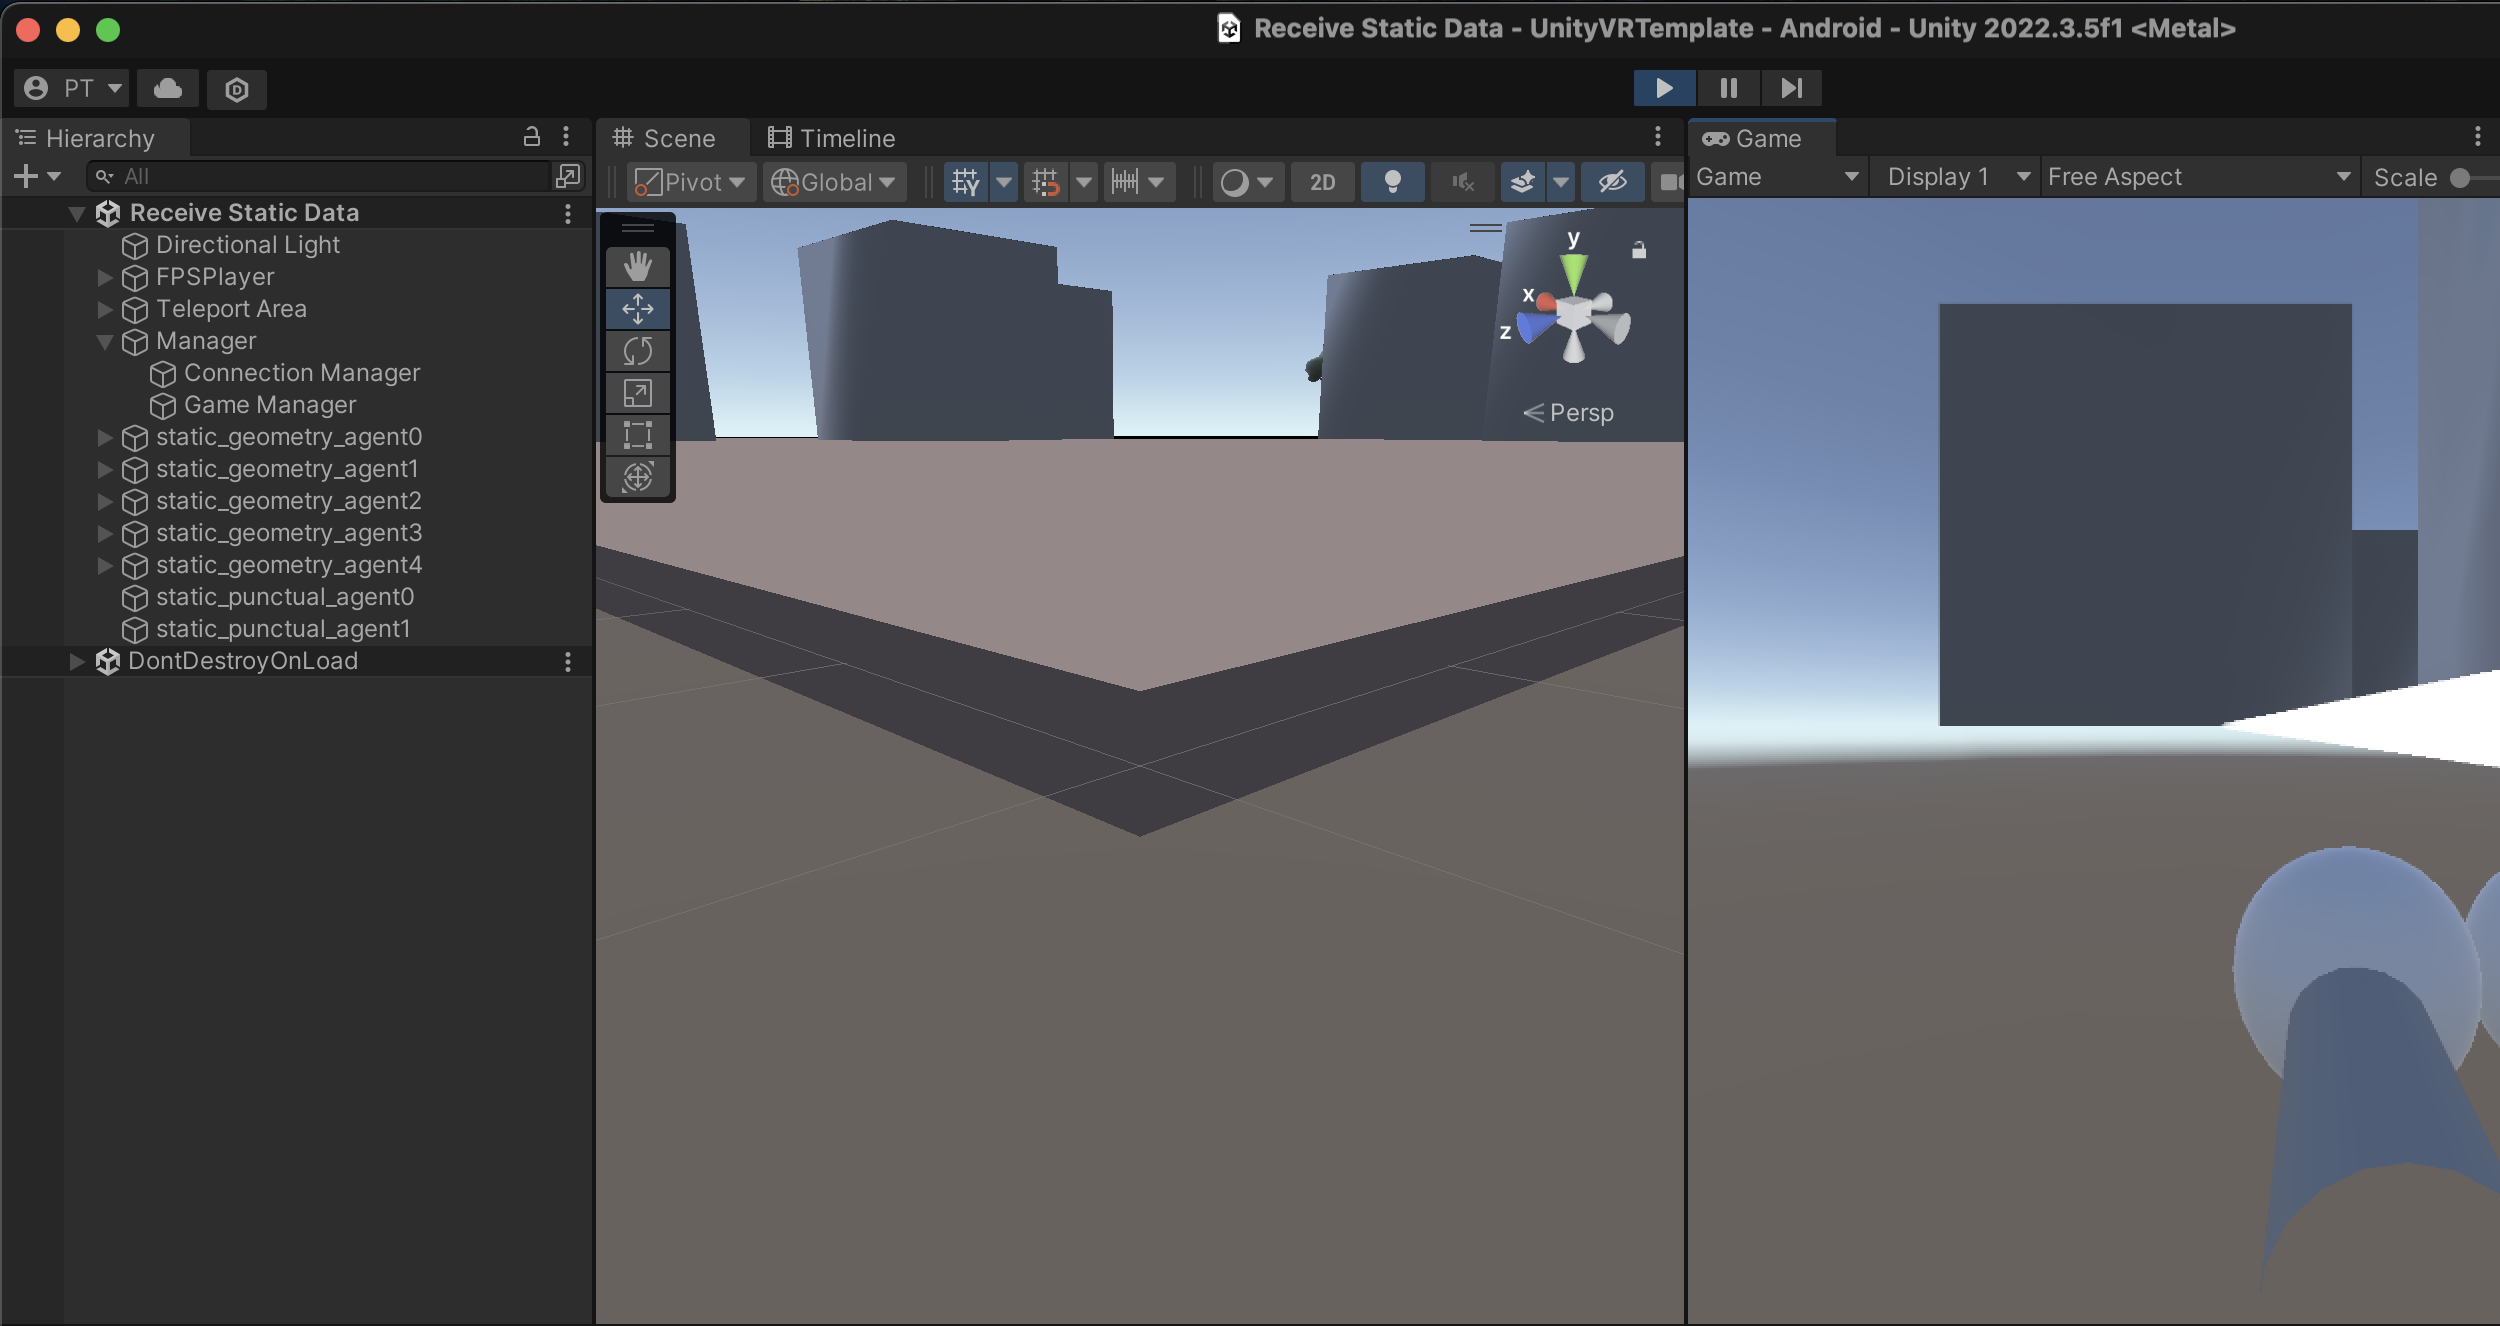 Receive Static Data - UnityVRTemplate - Android - Unity 2022.3.5f1 <Metal>
PT
Hierarchy
All
Receive Static Data
Directional Light
FPSPlayer
Teleport Area
Manager
Connection Manager
Game Manager
static_geometry_agent0
static_geometry_agent1
static_geometry_agent2
static_geometry_agent3
static_geometry_agent4
static_punctual_agent0
static_punctual_agent1
DontDestroyOnLoad
Scene Timeline
Pivot Global 2D
y
x
z
Persp
Game
Game Display 1 Free Aspect Scale